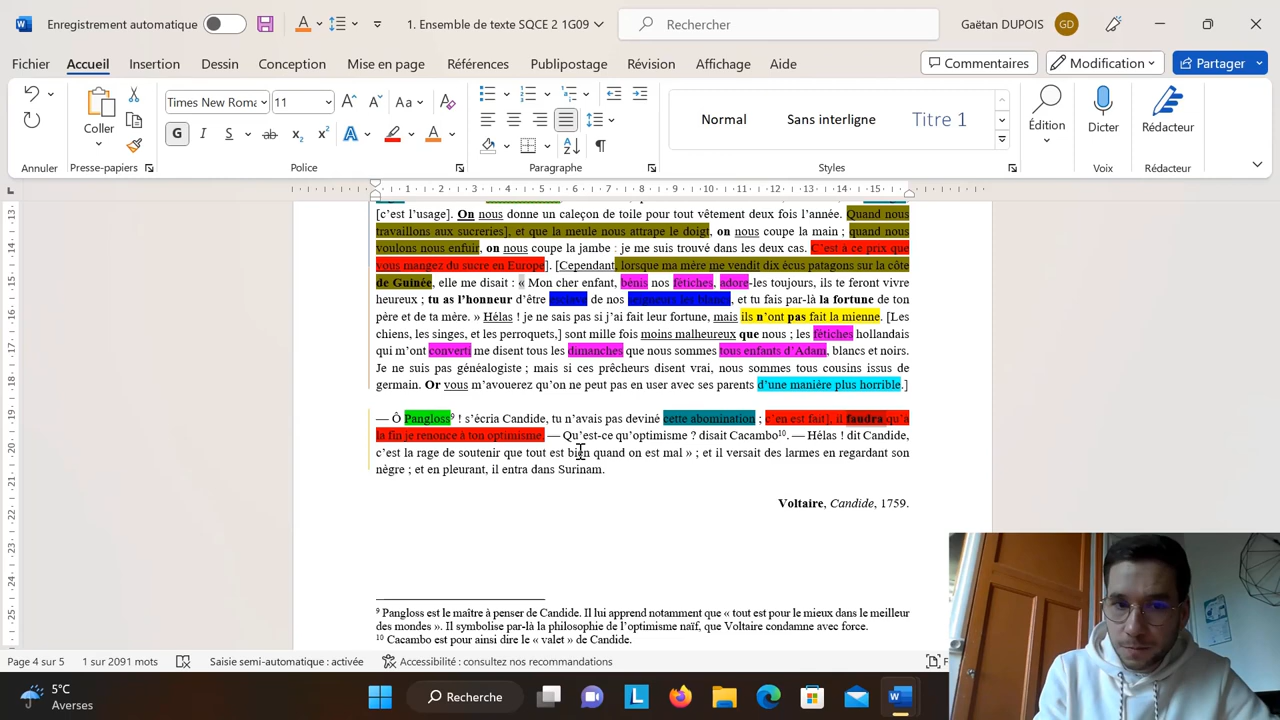 Enregistrement automatique
1. Ensemble de texte SQCE 2 1G09
Rechercher
Gaëtan DUPOIS GD
Fichier Accueil Insertion Dessin Conception Mise en page Références Publipostage Révision Affichage Aide Commentaires Modification Partager
Coller Times New Roma 11 Normal Sans interligne Titre 1 Édition Dicter Rédacteur
Annuler Presse-papiers Police Paragraphe Styles Voix Rédacteur
1 2 3 4 5 6 7 8 9 10 11 12 13 14 15
[c’est l’usage]. On nous donne un caleçon de toile pour tout vêtement deux fois l’année. Quand nous
travaillons aux sucreries], et que la meule nous attrape le doigt, on nous coupe la main ; quand nous
voulons nous enfuir, on nous coupe la jambe : je me suis trouvé dans les deux cas. C’est à ce prix que
vous mangez du sucre en Europe]. [Cependant, lorsque ma mère me vendit dix écus patagons sur la côte
de Guinée, elle me disait : « Mon cher enfant, bénis nos fétiches, adore-les toujours, ils te feront vivre
heureux ; tu as l’honneur d’être esclave de nos seigneurs les blancs, et tu fais par-là la fortune de ton
père et de ta mère. » Hélas ! je ne sais pas si j’ai fait leur fortune, mais ils n’ont pas fait la mienne. [Les
chiens, les singes, et les perroquets,] sont mille fois moins malheureux que nous ; les fétiches hollandais
qui m’ont converti me disent tous les dimanches que nous sommes tous enfants d’Adam, blancs et noirs.
Je ne suis pas généalogiste ; mais si ces prêcheurs disent vrai, nous sommes tous cousins issus de
germain. Or vous m’avouerez qu’on ne peut pas en user avec ses parents d’une manière plus horrible.]
— Ô Pangloss9 ! s’écria Candide, tu n’avais pas deviné cette abomination ; c’en est fait], il faudra qu’à
la fin je renonce à ton optimisme. — Qu’est-ce qu’optimisme ? disait Cacambo10. — Hélas ! dit Candide,
c’est la rage de soutenir que tout est bien quand on est mal » ; et il versait des larmes en regardant son
nègre ; et en pleurant, il entra dans Surinam.
Voltaire, Candide, 1759.
9 Pangloss est le maître à penser de Candide. Il lui apprend notamment que « tout est pour le mieux dans le meilleur
des mondes ». Il symbolise par-là la philosophie de l’optimisme naïf, que Voltaire condamne avec force.
10 Cacambo est pour ainsi dire le « valet » de Candide.
Page 4 sur 5 1 sur 2091 mots Saisie semi-automatique : activée Accessibilité : consultez nos recommandations
5°C
Averses
Recherche